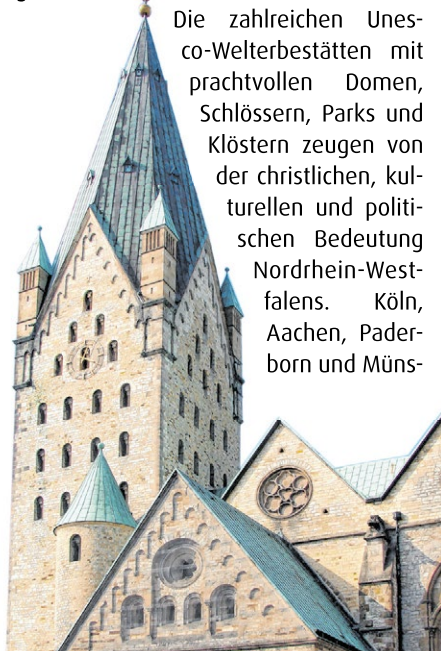 Die zahlreichen Unes-
co-Welterbestätten mit
prachtvollen Domen,
Schlössern, Parks und
Klöstern zeugen von
der christlichen, kul-
turellen und politi-
schen Bedeutung
Nordrhein-West-
falens. Köln,
Aachen, Pader-
born und Müns-